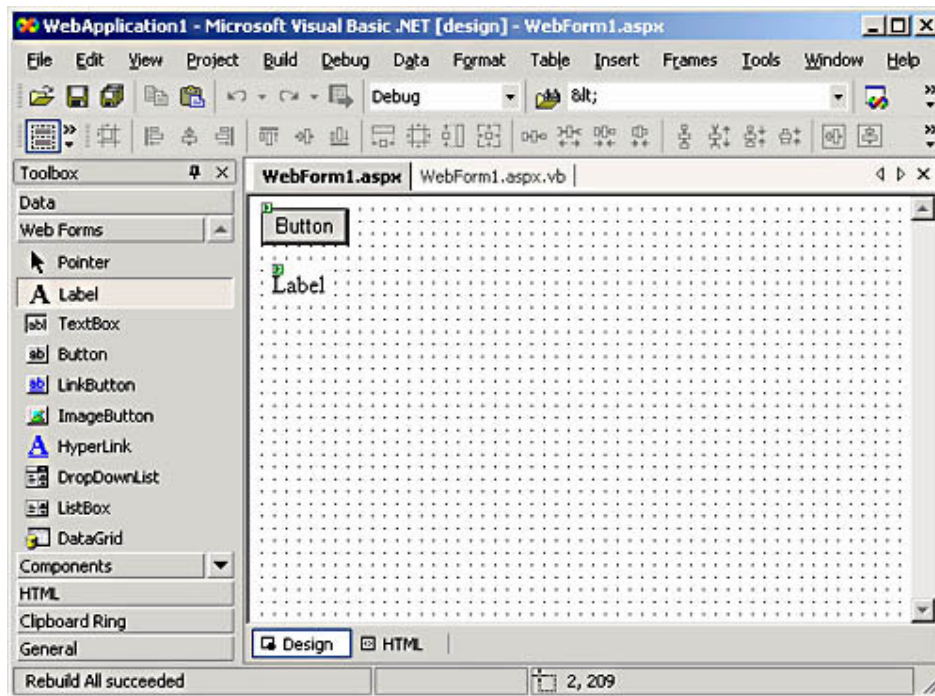 WebApplication1 - Microsoft Visual Basic .NET [design] - WebForm1.aspx
File Edit View Project Build Debug Data Format Table Insert Frames Tools Window Help
Debug &lt;
Toolbox
WebForm1.aspx WebForm1.aspx.vb
Data
Web Forms
Pointer
A Label
abl TextBox
ab Button
ab LinkButton
ImageButton
A HyperLink
DropDownList
ListBox
DataGrid
Components
HTML
Clipboard Ring
General
Button
Label
Design HTML
Rebuild All succeeded 2, 209